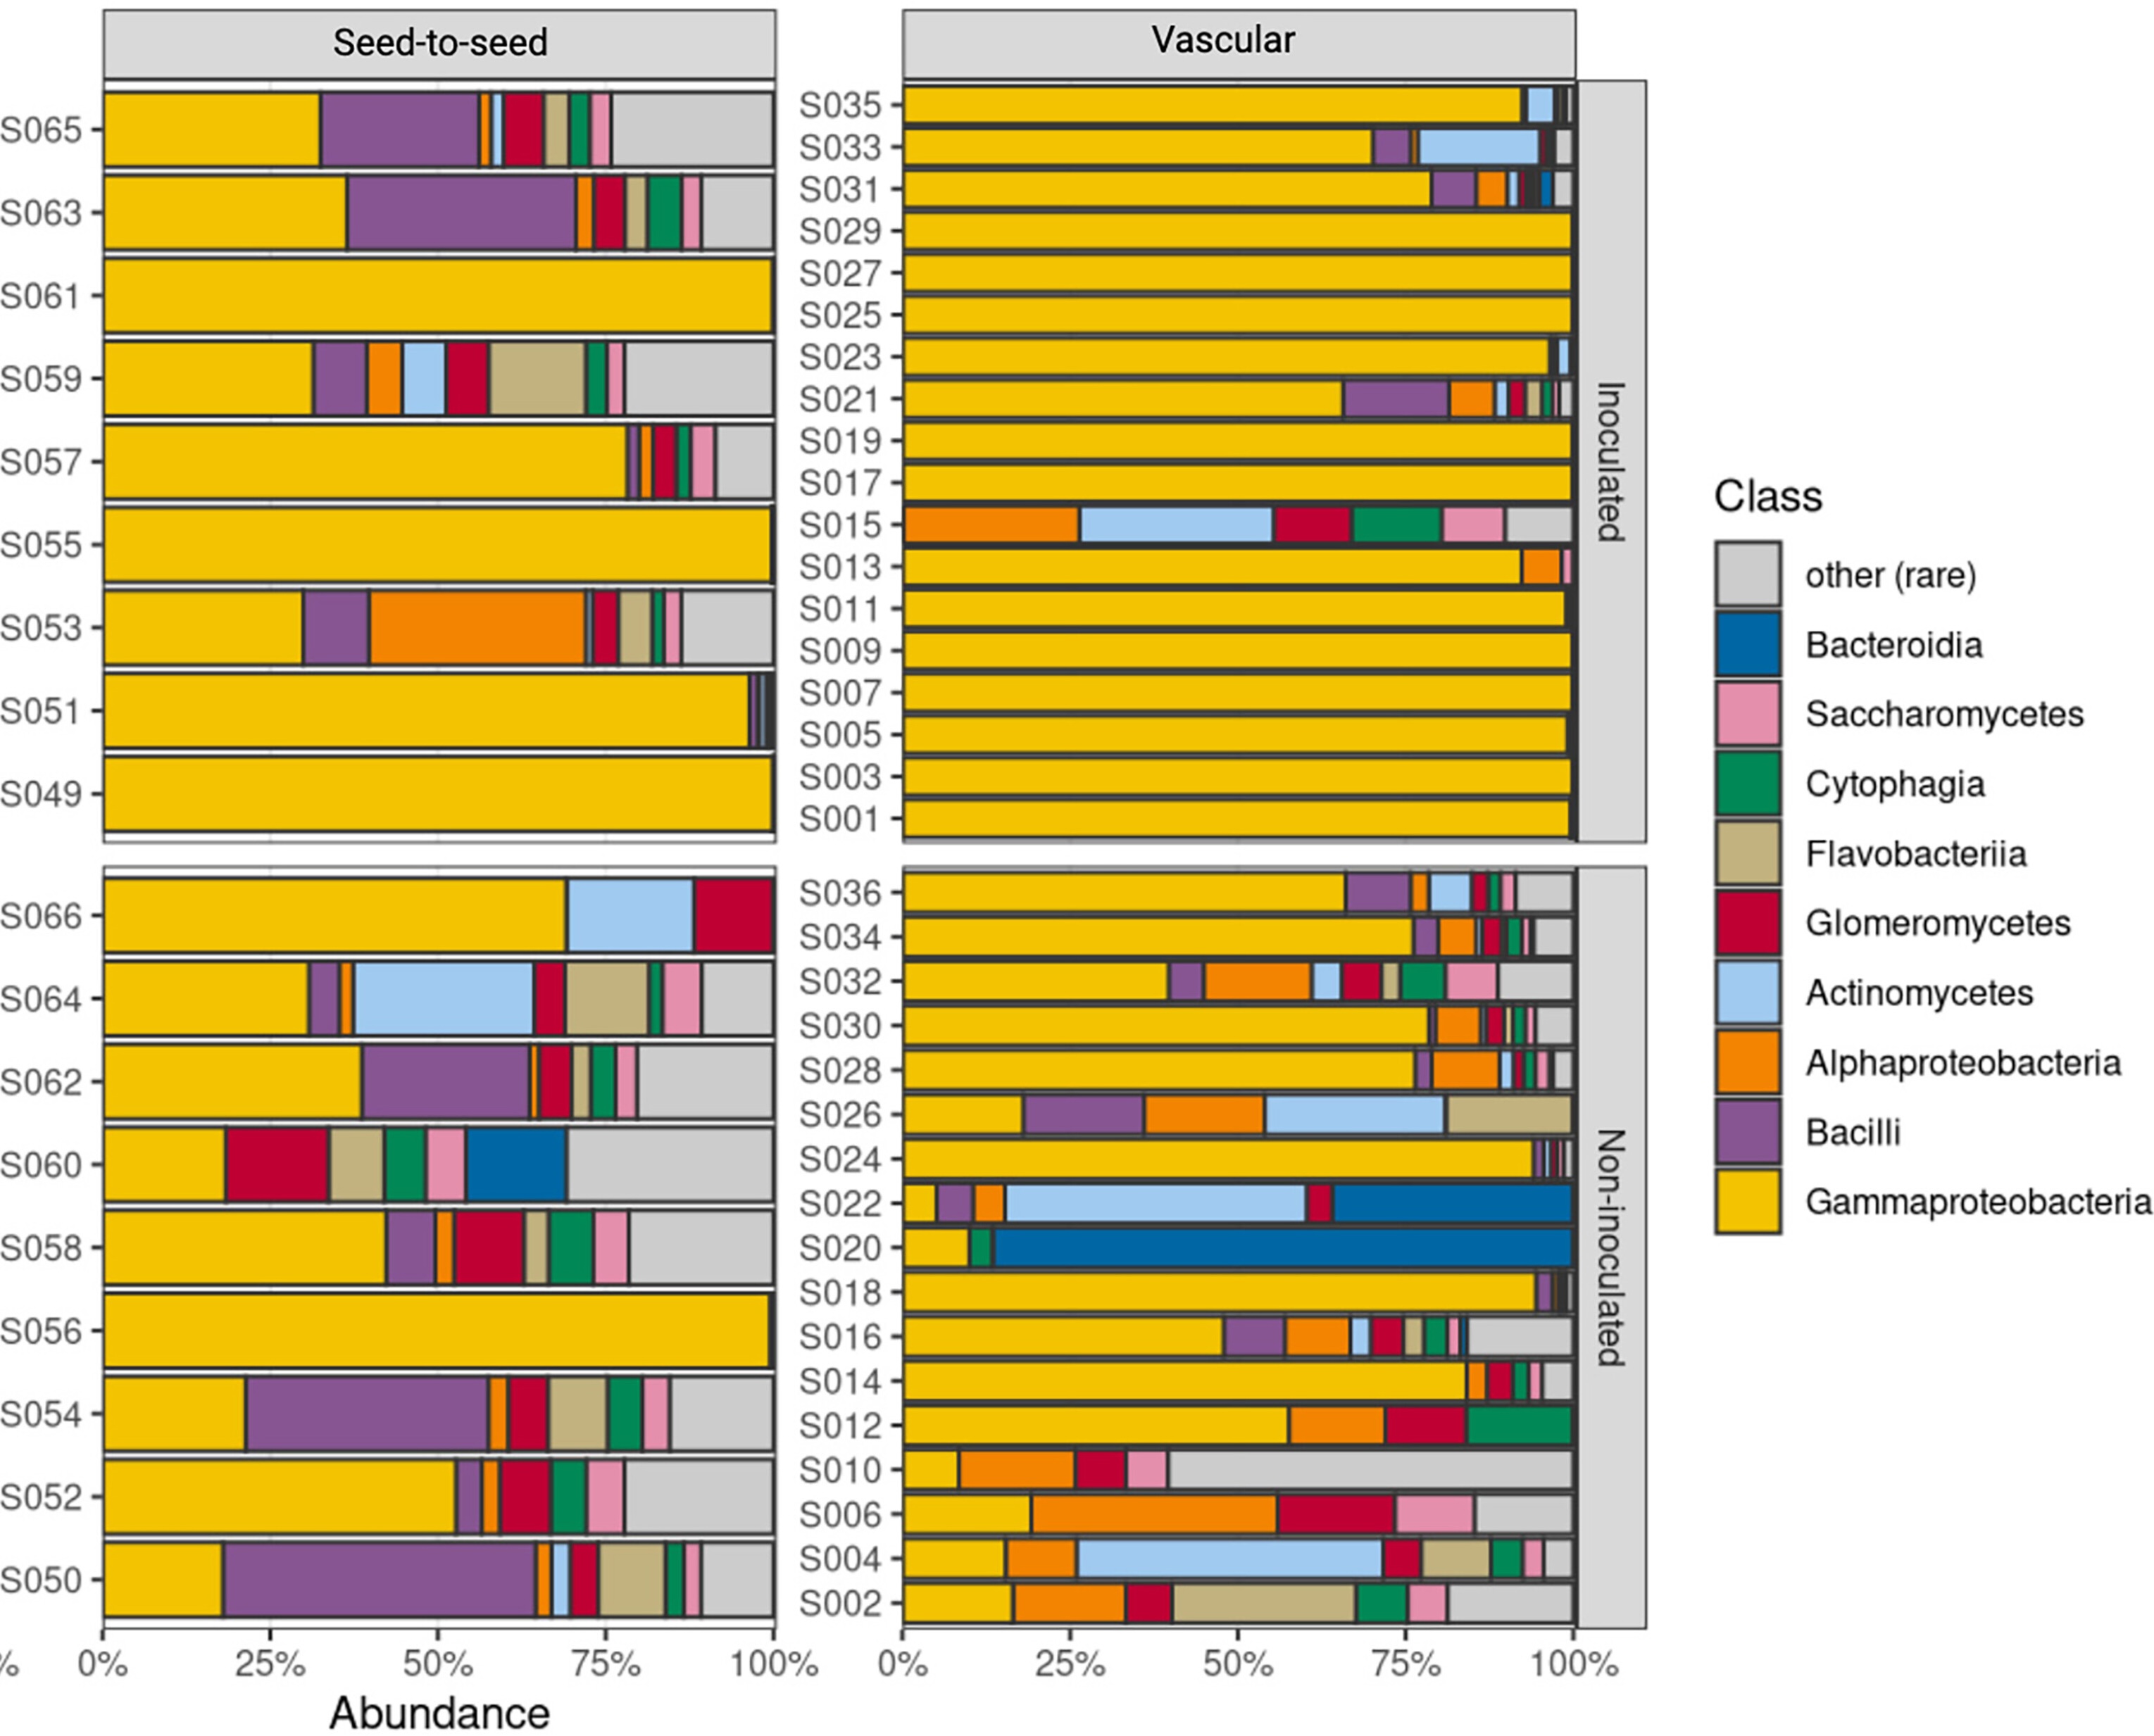 Seed-to-seed
Vascular
S065
S063
S061
S059
S057
S055
S053
S051
S049
S035
S033
S031
S029
S027
S025
S023
S021
S019
S017
S015
S013
S011
S009
S007
S005
S003
S001
Inoculated
S066
S064
S062
S060
S058
S056
S054
S052
S050
S036
S034
S032
S030
S028
S026
S024
S022
S020
S018
S016
S014
S012
S010
S006
S004
S002
Non-inoculated
%
0% 25% 50% 75% 100%
0% 25% 50% 75% 100%
Abundance
Class
other (rare)
Bacteroidia
Saccharomycetes
Cytophagia
Flavobacteriia
Glomeromycetes
Actinomycetes
Alphaproteobacteria
Bacilli
Gammaproteobacteria